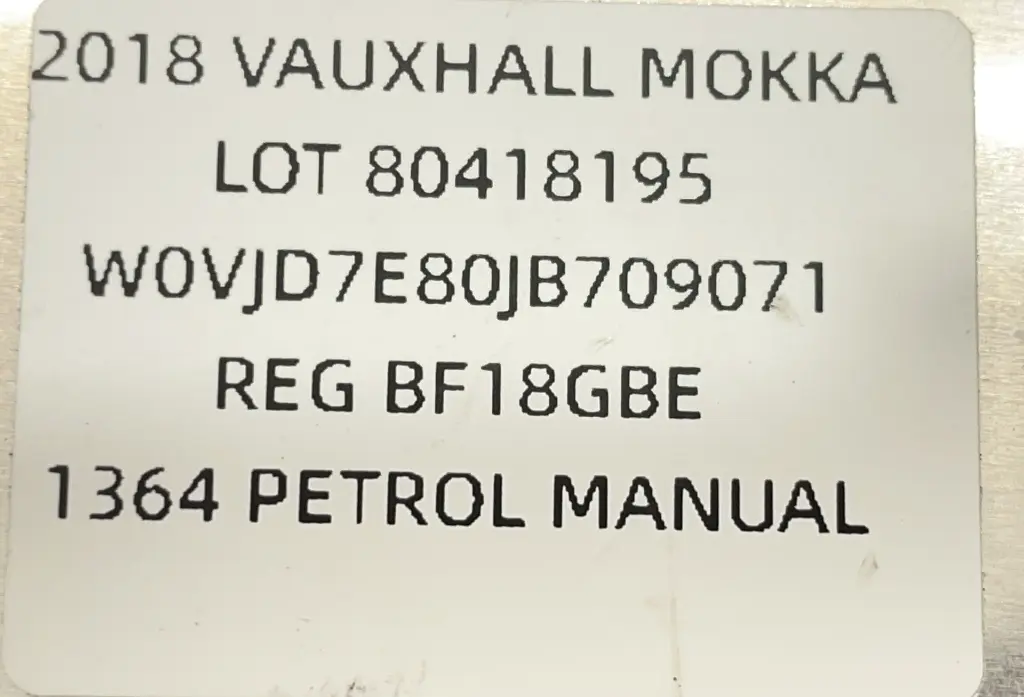 2018 VAUXHALL MOKKA
LOT 80418195
W0VJD7E80JB709071
REG BF18GBE
1364 PETROL MANUAL